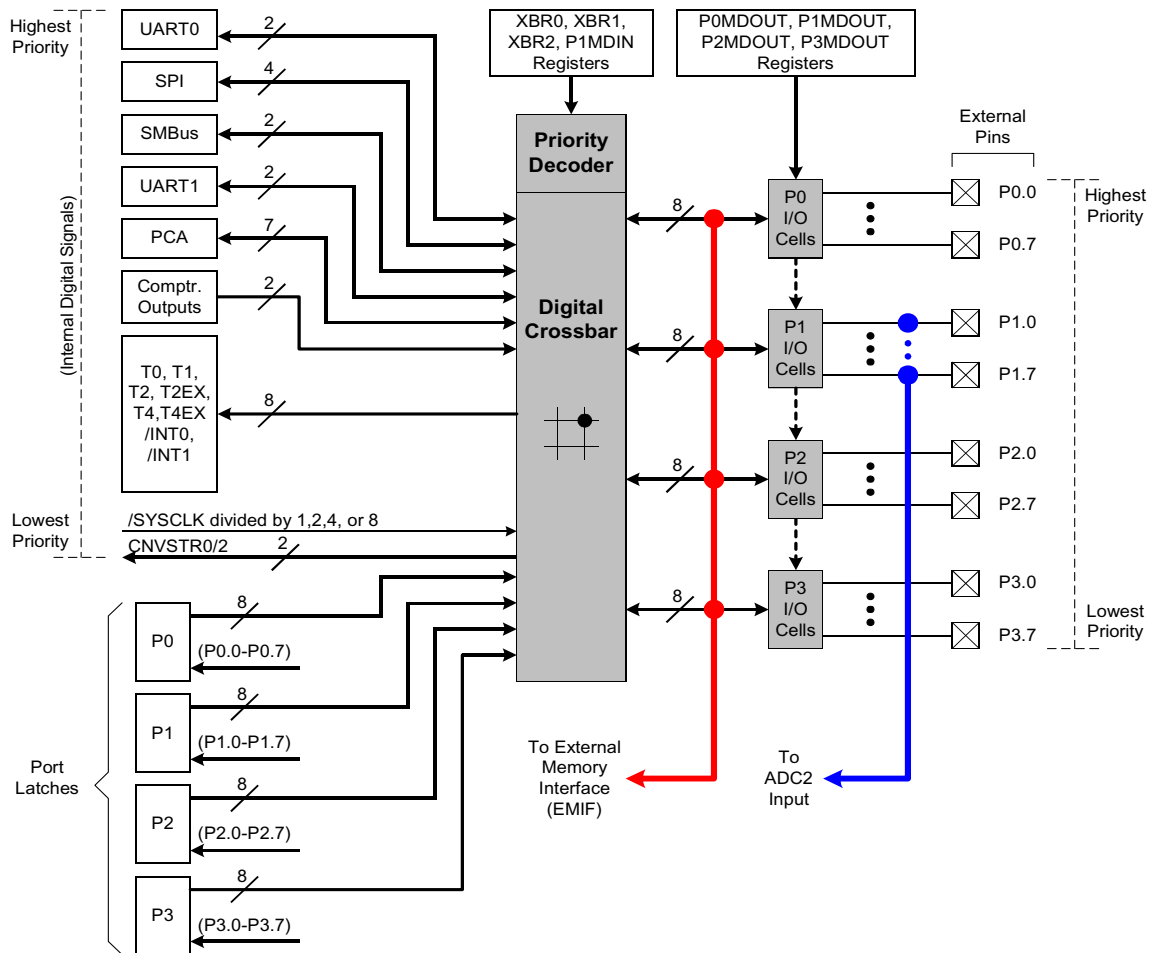 Highest
Priority
(Internal Digital Signals)
Lowest
Priority
UART0
2
SPI
4
SMBus
2
UART1
2
PCA
7
Comptr.
Outputs
2
T0, T1,
T2, T2EX,
T4,T4EX
/INT0,
/INT1
8
/SYSCLK divided by 1,2,4, or 8
CNVSTR0/2
2
Port
Latches
P0
8
(P0.0-P0.7)
P1
8
(P1.0-P1.7)
P2
8
(P2.0-P2.7)
P3
8
(P3.0-P3.7)
XBR0, XBR1,
XBR2, P1MDIN
Registers
Priority
Decoder
Digital
Crossbar
P0MDOUT, P1MDOUT,
P2MDOUT, P3MDOUT
Registers
External
Pins
8
P0
I/O
Cells
P0.0
P0.7
8
P1
I/O
Cells
P1.0
P1.7
8
P2
I/O
Cells
P2.0
P2.7
8
P3
I/O
Cells
P3.0
P3.7
Highest
Priority
Lowest
Priority
To External
Memory
Interface
(EMIF)
To
ADC2
Input